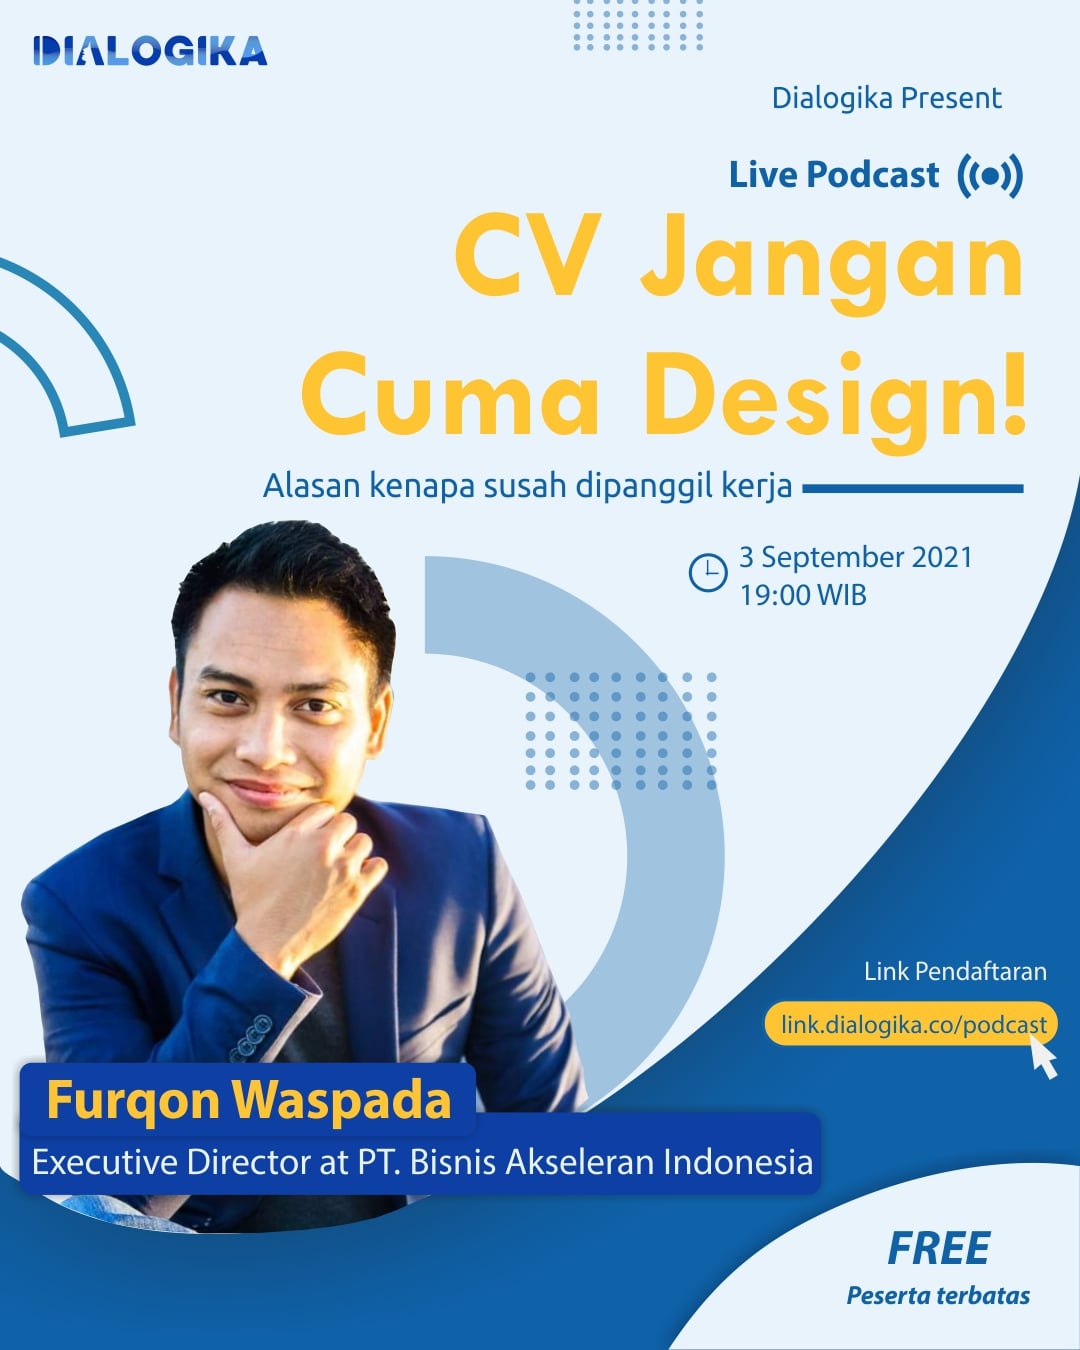 DIALOGIKA
Dialogika Present
Live Podcast
CV Jangan
Cuma Design!
Alasan kenapa susah dipanggil kerja
3 September 2021
19:00 WIB
Link Pendaftaran
link.dialogika.co/podcast
Furqon Waspada
Executive Director at PT. Bisnis Akseleran Indonesia
FREE
Peserta terbatas